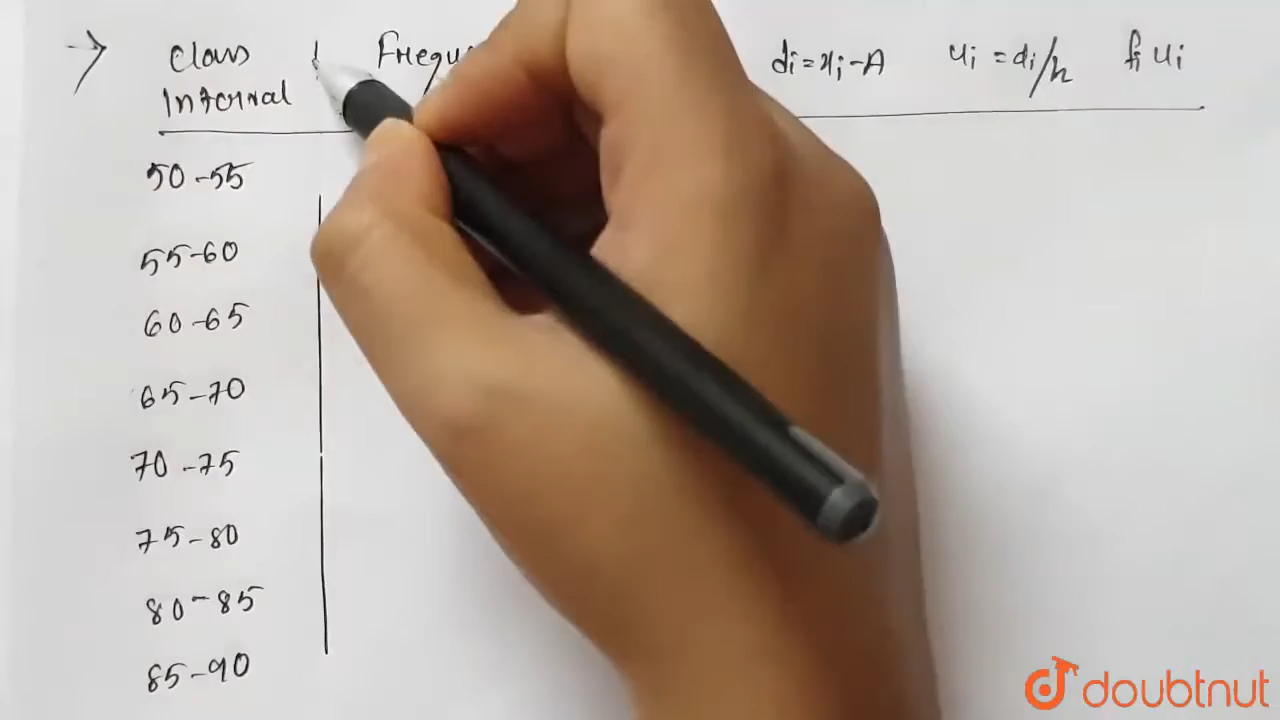 Class Frequ di=xi-A ui=di/h fiui
Interval
50-55
55-60
60-65
65-70
70-75
75-80
80-85
85-90
doubtnut